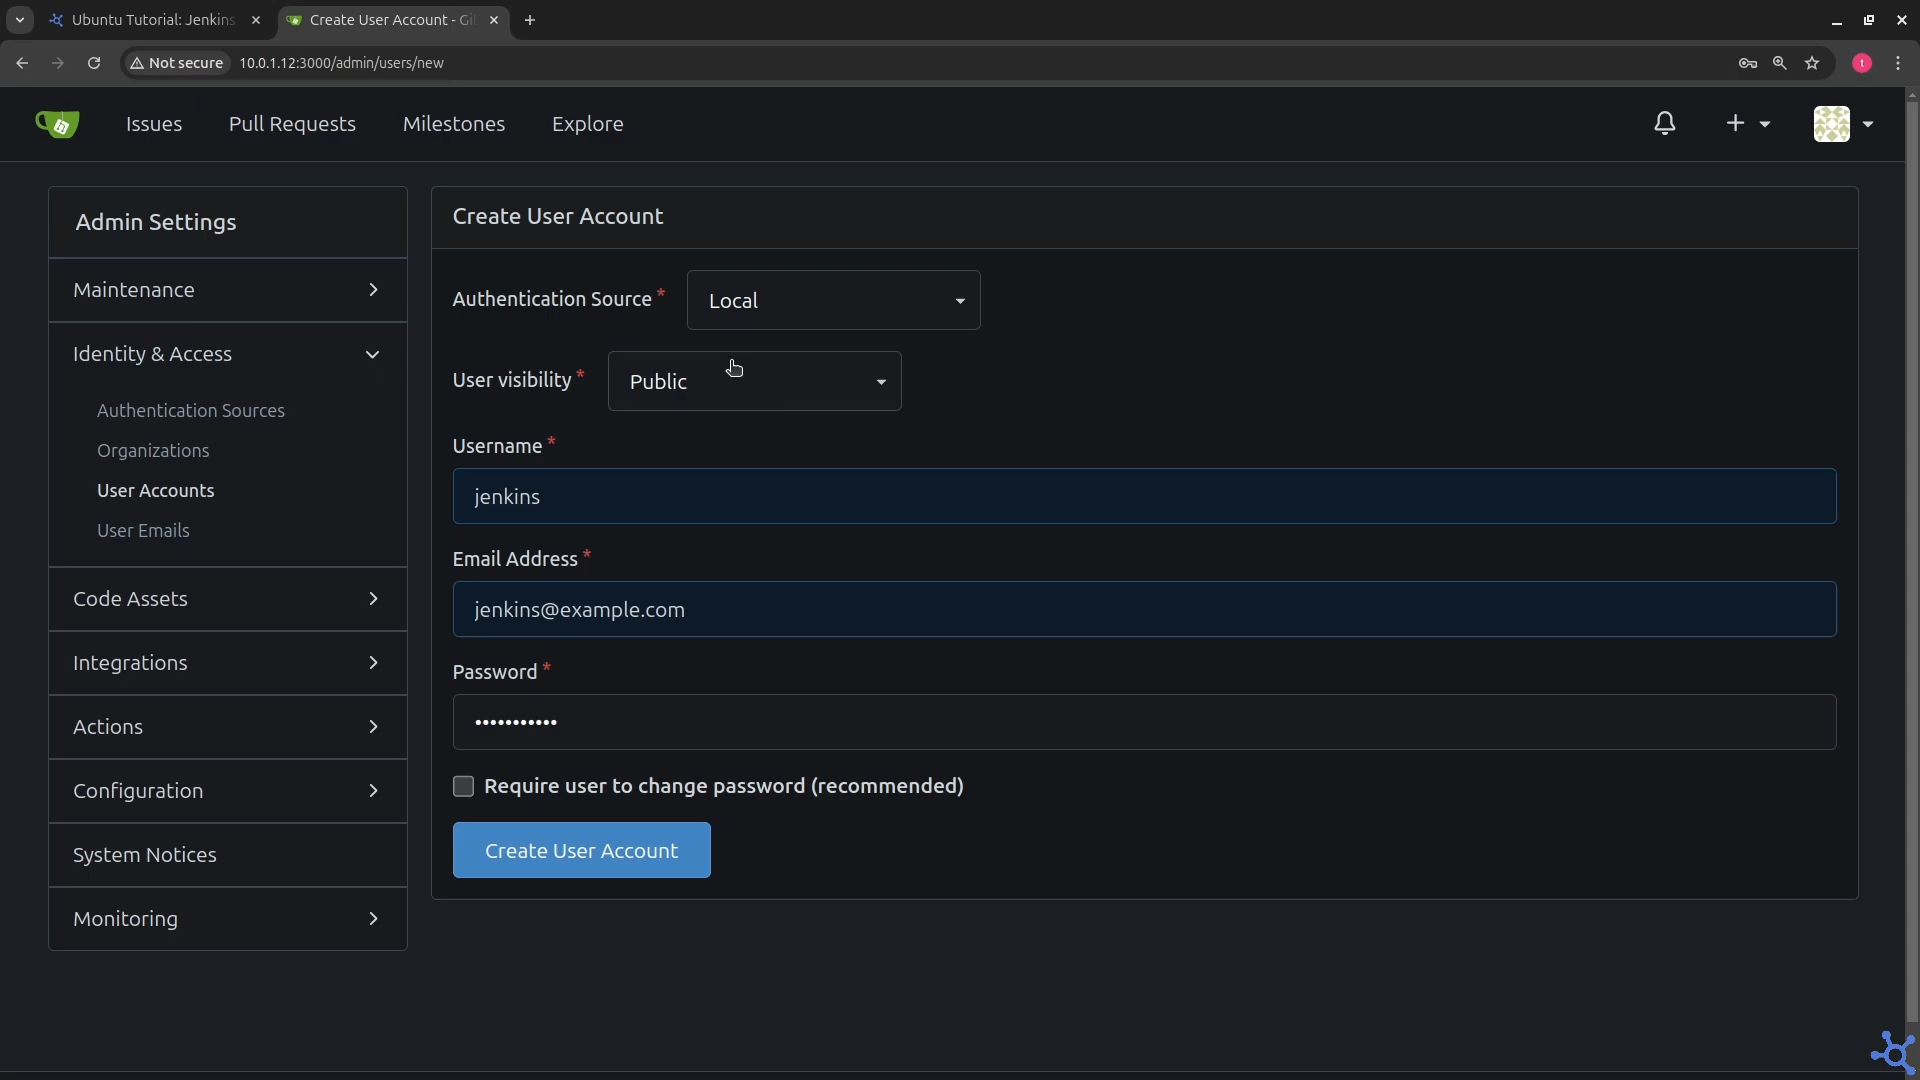 Ubuntu Tutorial: Jenkins
Create User Account - Gi
Not secure
10.0.1.12:3000/admin/users/new
t
Issues
Pull Requests
Milestones
Explore
Admin Settings
Maintenance
Identity & Access
Authentication Sources
Organizations
User Accounts
User Emails
Code Assets
Integrations
Actions
Configuration
System Notices
Monitoring
Create User Account
Authentication Source *
Local
User visibility *
Public
Username *
jenkins
Email Address *
jenkins@example.com
Password *
•••••••••••
Require user to change password (recommended)
Create User Account